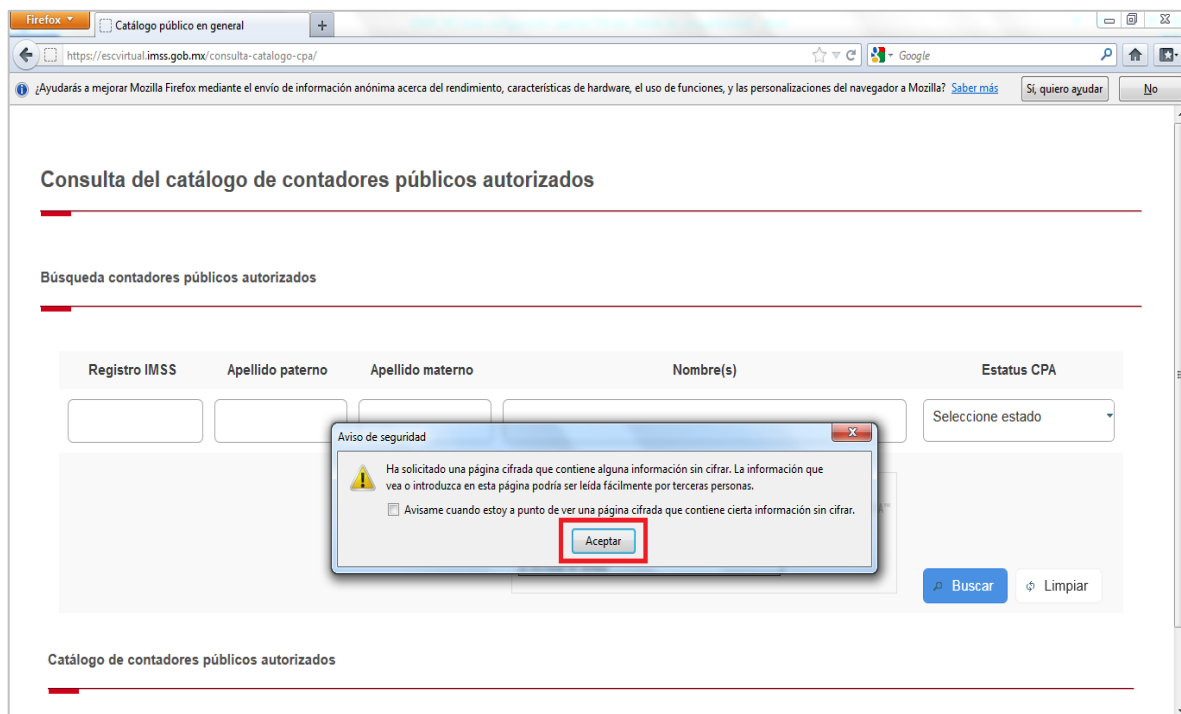 Firefox
Catálogo público en general
https://escvirtual.imss.gob.mx/consulta-catalogo-cpa/
Google
¿Ayudarás a mejorar Mozilla Firefox mediante el envío de información anónima acerca del rendimiento, características de hardware, el uso de funciones, y las personalizaciones del navegador a Mozilla? Saber más
Sí, quiero ayudar
No
Consulta del catálogo de contadores públicos autorizados
Búsqueda contadores públicos autorizados
Registro IMSS Apellido paterno Apellido materno Nombre(s) Estatus CPA
Seleccione estado
Aviso de seguridad
Ha solicitado una página cifrada que contiene alguna información sin cifrar. La información que
vea o introduzca en esta página podría ser leída fácilmente por terceras personas.
Avisame cuando estoy a punto de ver una página cifrada que contiene cierta información sin cifrar.
Aceptar
Buscar
Limpiar
Catálogo de contadores públicos autorizados